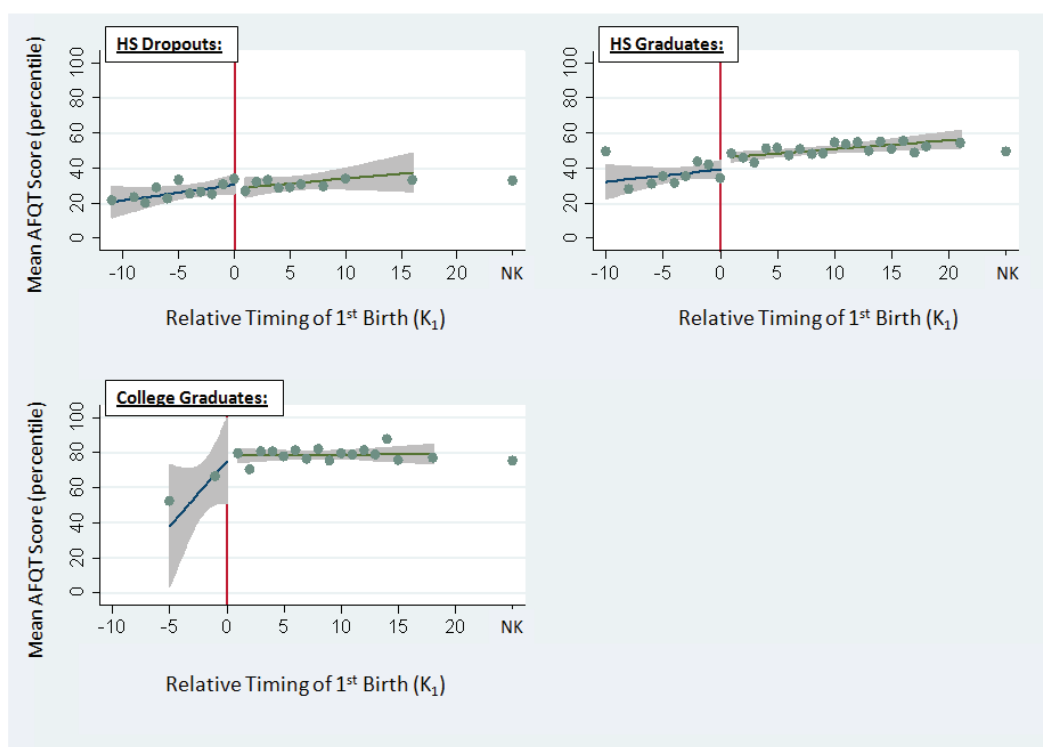 HS Dropouts:
Mean AFQT Score (percentile)
100
80
60
40
20
0
-10 -5 0 5 10 15 20 NK
Relative Timing of 1st Birth (K1)
HS Graduates:
100
80
60
40
20
0
-10 -5 0 5 10 15 20 NK
Relative Timing of 1st Birth (K1)
College Graduates:
Mean AFQT Score (percentile)
100
80
60
40
20
0
-10 -5 0 5 10 15 20 NK
Relative Timing of 1st Birth (K1)